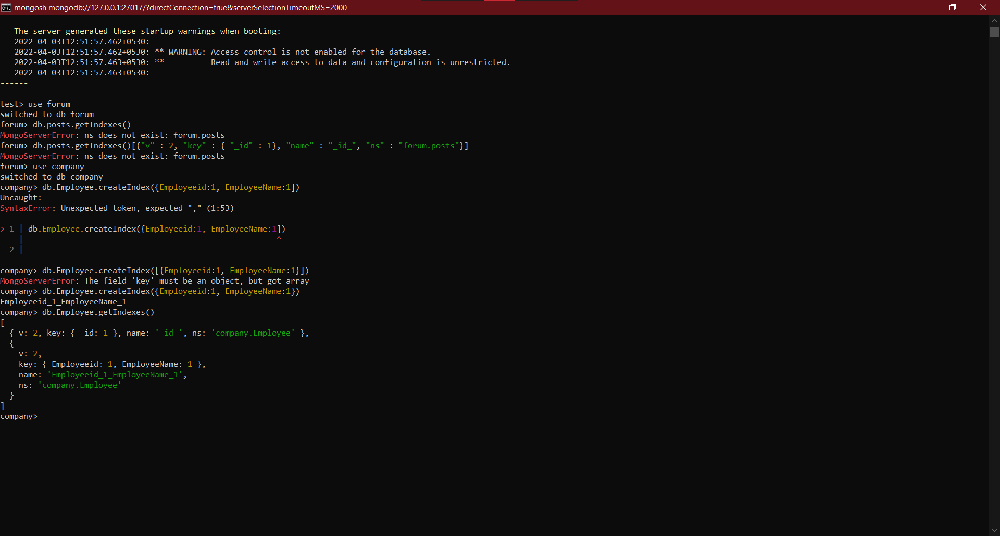 mongosh mongodb://127.0.0.1:27017/?directConnection=true&serverSelectionTimeoutMS=2000
------
   The server generated these startup warnings when booting:
   2022-04-03T12:51:57.462+0530:
   2022-04-03T12:51:57.462+0530: ** WARNING: Access control is not enabled for the database.
   2022-04-03T12:51:57.463+0530: **          Read and write access to data and configuration is unrestricted.
   2022-04-03T12:51:57.463+0530:
------
test> use forum
switched to db forum
forum> db.posts.getIndexes()
MongoServerError: ns does not exist: forum.posts
forum> db.posts.getIndexes()[{"v" : 2, "key" : { "_id" : 1}, "name" : "_id_", "ns" : "forum.posts"}]
MongoServerError: ns does not exist: forum.posts
forum> use company
switched to db company
company> db.Employee.createIndex({Employeeid:1, EmployeeName:1])
Uncaught:
SyntaxError: Unexpected token, expected "," (1:53)
> 1 | db.Employee.createIndex({Employeeid:1, EmployeeName:1])
    |                                                      ^
  2 |
company> db.Employee.createIndex([{Employeeid:1, EmployeeName:1}])
MongoServerError: The field 'key' must be an object, but got array
company> db.Employee.createIndex({Employeeid:1, EmployeeName:1})
Employeeid_1_EmployeeName_1
company> db.Employee.getIndexes()
[
  { v: 2, key: { _id: 1 }, name: '_id_', ns: 'company.Employee' },
  {
    v: 2,
    key: { Employeeid: 1, EmployeeName: 1 },
    name: 'Employeeid_1_EmployeeName_1',
    ns: 'company.Employee'
  }
]
company>